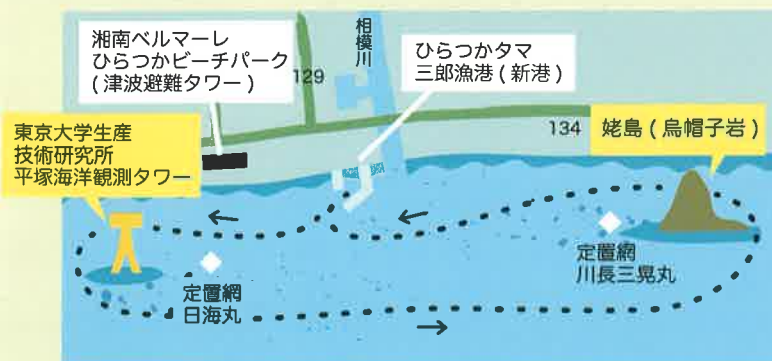 湘南ベルマーレ
ひらつかビーチパーク
(津波避難タワー)
129
相模川
ひらつかタマ
三郎漁港(新港)
134
姥島(烏帽子岩)
東京大学生産
技術研究所
平塚海洋観測タワー
定置網
川長三晃丸
定置網
日海丸